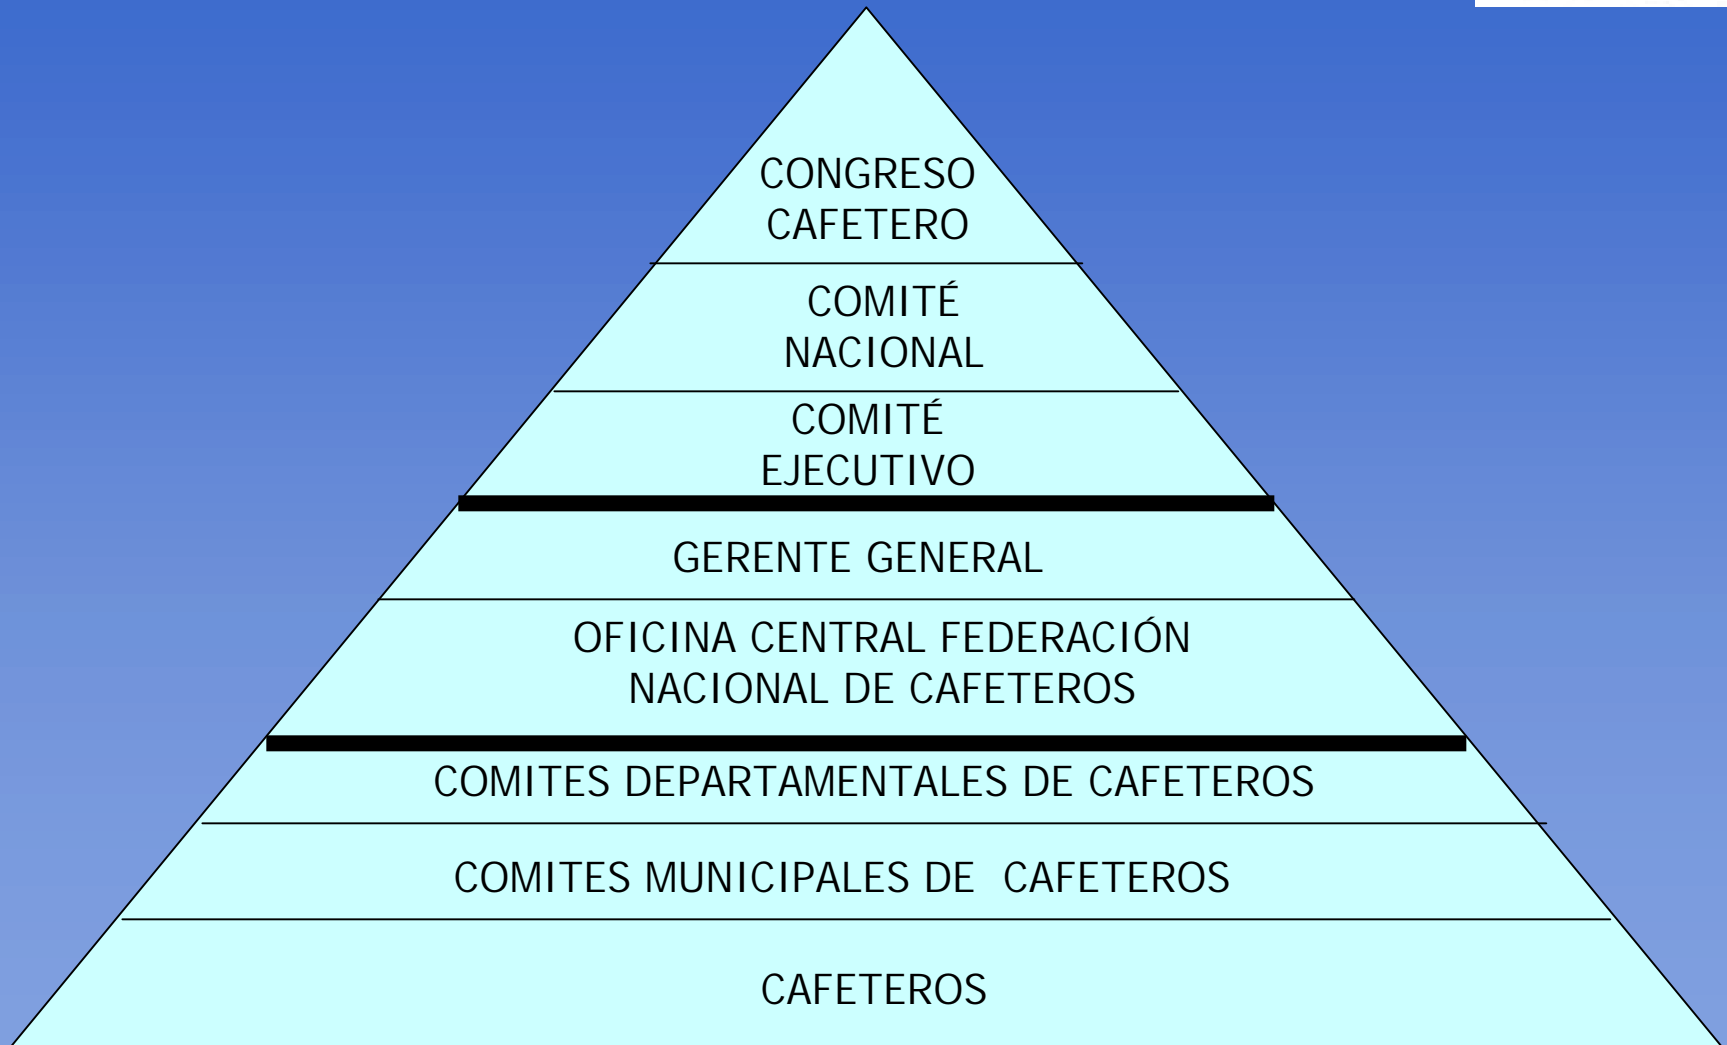 CONGRESO
CAFETERO
COMITÉ
NACIONAL
COMITÉ
EJECUTIVO
GERENTE GENERAL
OFICINA CENTRAL FEDERACIÓN
NACIONAL DE CAFETEROS
COMITES DEPARTAMENTALES DE CAFETEROS
COMITES MUNICIPALES DE CAFETEROS
CAFETEROS